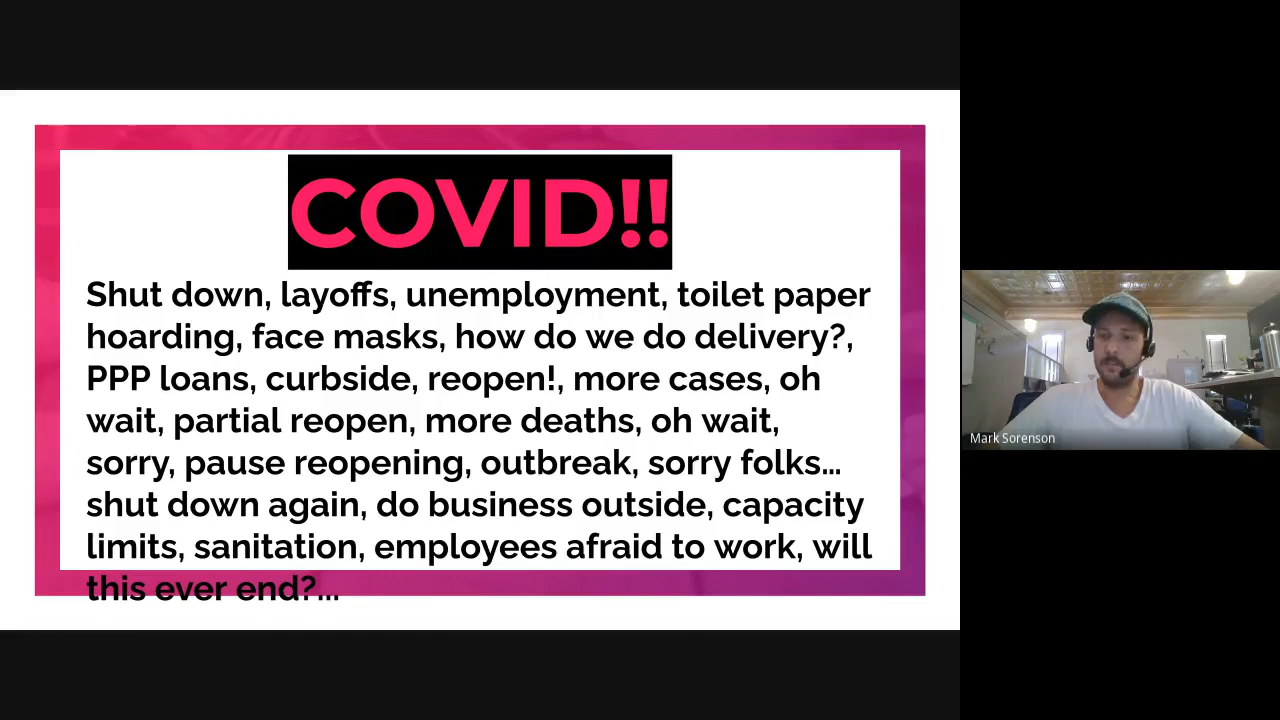 COVID!!
Shut down, layoffs, unemployment, toilet paper
hoarding, face masks, how do we do delivery?,
PPP loans, curbside, reopen!, more cases, oh
wait, partial reopen, more deaths, oh wait,
sorry, pause reopening, outbreak, sorry folks...
shut down again, do business outside, capacity
limits, sanitation, employees afraid to work, will
this ever end?...
Mark Sorenson